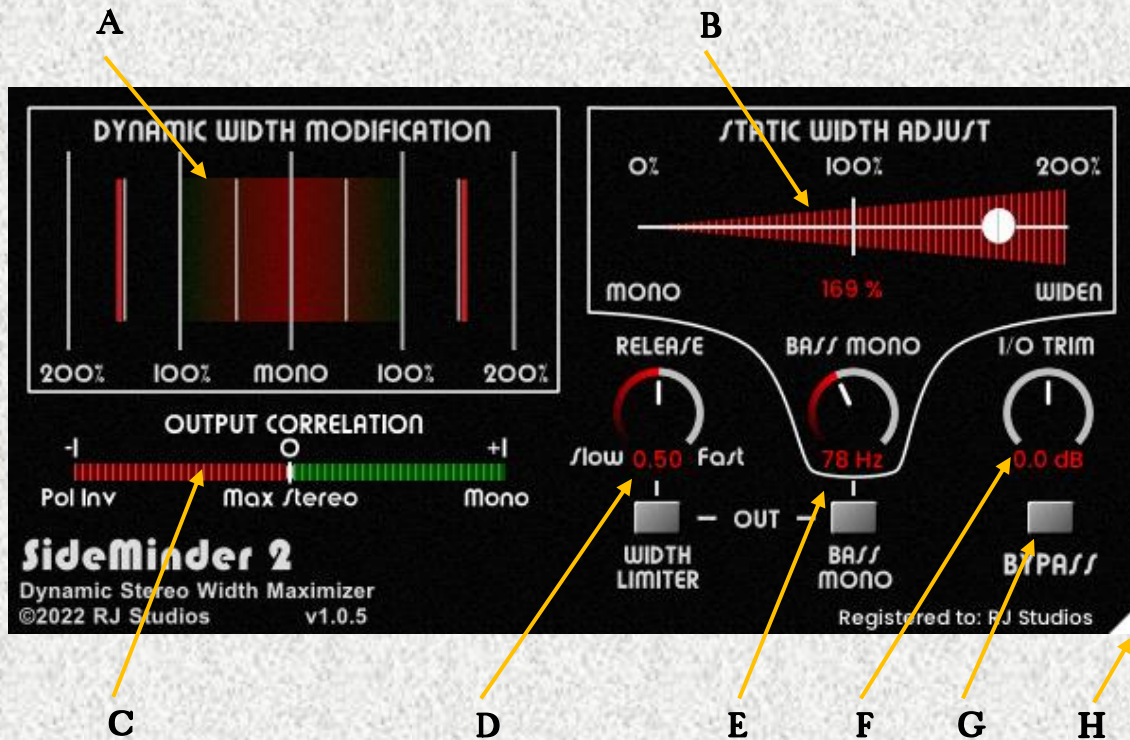 A B
DYNAMIC WIDTH MODIFICATION
200% 100% MONO 100% 200%
STATIC WIDTH ADJUST
0% 100% 200%
169 %
MONO WIDEN
OUTPUT CORRELATION
-1 0 +1
Pol Inv Max Stereo Mono
RELEASE BASS MONO I/O TRIM
Slow 0.50 Fast 78 Hz 0.0 dB
OUT
WIDTH LIMITER
BASS MONO
BYPASS
SideMinder 2
Dynamic Stereo Width Maximizer
©2022 RJ Studios v1.0.5
Registered to: RJ Studios
C D E F G H